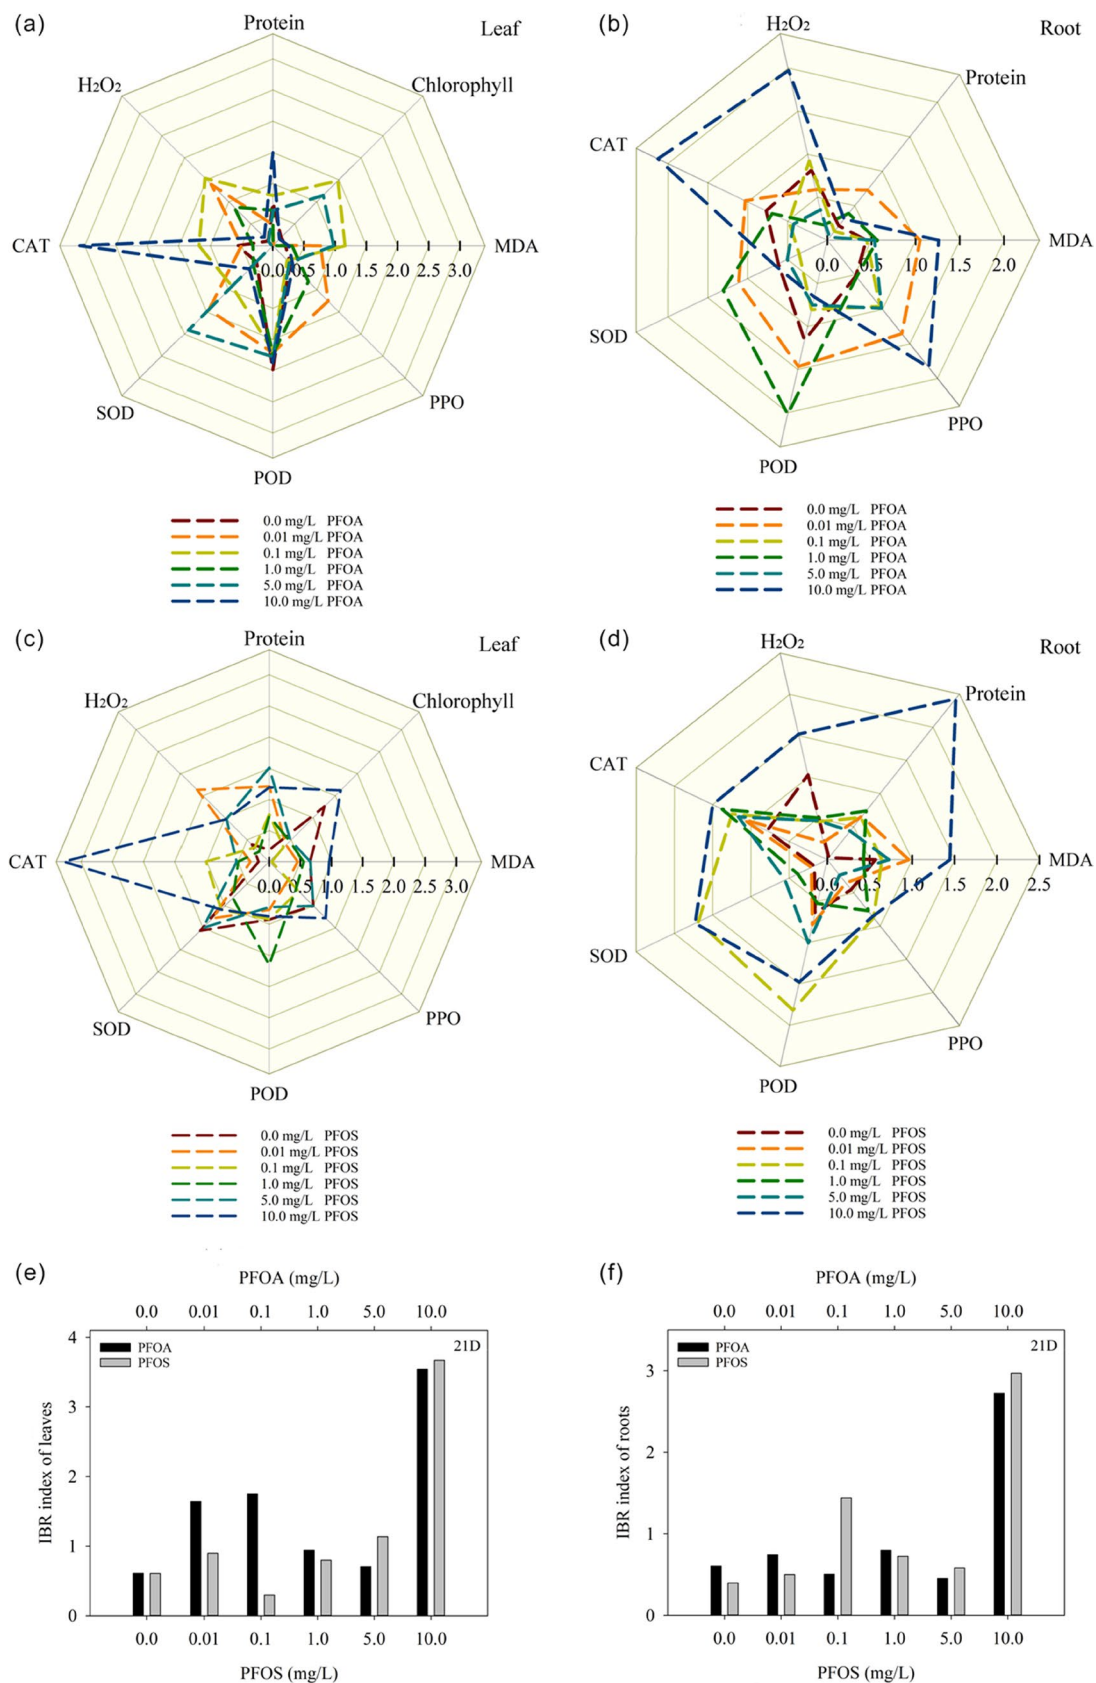 (a)
Protein
Leaf
H₂O₂
Chlorophyll
CAT
MDA
0.0 0.5 1.0 1.5 2.0 2.5 3.0
SOD
PPO
POD
0.0 mg/L PFOA
0.01 mg/L PFOA
0.1 mg/L PFOA
1.0 mg/L PFOA
5.0 mg/L PFOA
10.0 mg/L PFOA
(b)
H₂O₂
Root
Protein
CAT
MDA
0.0 0.5 1.0 1.5 2.0
SOD
PPO
POD
0.0 mg/L PFOA
0.01 mg/L PFOA
0.1 mg/L PFOA
1.0 mg/L PFOA
5.0 mg/L PFOA
10.0 mg/L PFOA
(c)
Protein
Leaf
H₂O₂
Chlorophyll
CAT
MDA
0.0 0.5 1.0 1.5 2.0 2.5 3.0
SOD
PPO
POD
0.0 mg/L PFOS
0.01 mg/L PFOS
0.1 mg/L PFOS
1.0 mg/L PFOS
5.0 mg/L PFOS
10.0 mg/L PFOS
(d)
H₂O₂
Root
Protein
CAT
MDA
0.0 0.5 1.0 1.5 2.0 2.5
SOD
PPO
POD
0.0 mg/L PFOS
0.01 mg/L PFOS
0.1 mg/L PFOS
1.0 mg/L PFOS
5.0 mg/L PFOS
10.0 mg/L PFOS
(e)
PFOA (mg/L)
0.0 0.01 0.1 1.0 5.0 10.0
PFOA
PFOS
21D
IBR index of leaves
4
3
2
1
0
0.0 0.01 0.1 1.0 5.0 10.0
PFOS (mg/L)
(f)
PFOA (mg/L)
0.0 0.01 0.1 1.0 5.0 10.0
PFOA
PFOS
21D
IBR index of roots
3
2
1
0
0.0 0.01 0.1 1.0 5.0 10.0
PFOS (mg/L)